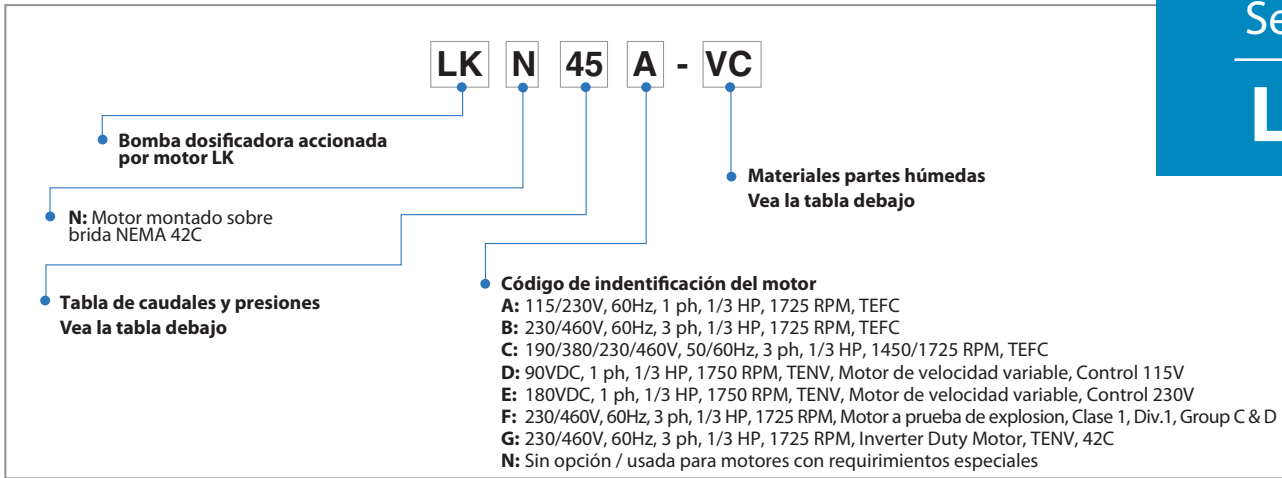 Se
L
LK N 45 A - VC
Bomba dosificadora accionada
por motor LK
Materiales partes húmedas
Vea la tabla debajo
N: Motor montado sobre
brida NEMA 42C
Tabla de caudales y presiones
Vea la tabla debajo
Código de indentificación del motor
A: 115/230V, 60Hz, 1 ph, 1/3 HP, 1725 RPM, TEFC
B: 230/460V, 60Hz, 3 ph, 1/3 HP, 1725 RPM, TEFC
C: 190/380/230/460V, 50/60Hz, 3 ph, 1/3 HP, 1450/1725 RPM, TEFC
D: 90VDC, 1 ph, 1/3 HP, 1750 RPM, TENV, Motor de velocidad variable, Control 115V
E: 180VDC, 1 ph, 1/3 HP, 1750 RPM, TENV, Motor de velocidad variable, Control 230V
F: 230/460V, 60Hz, 3 ph, 1/3 HP, 1725 RPM, Motor a prueba de explosion, Clase 1, Div.1, Group C & D
G: 230/460V, 60Hz, 3 ph, 1/3 HP, 1725 RPM, Inverter Duty Motor, TENV, 42C
N: Sin opción / usada para motores con requirimientos especiales